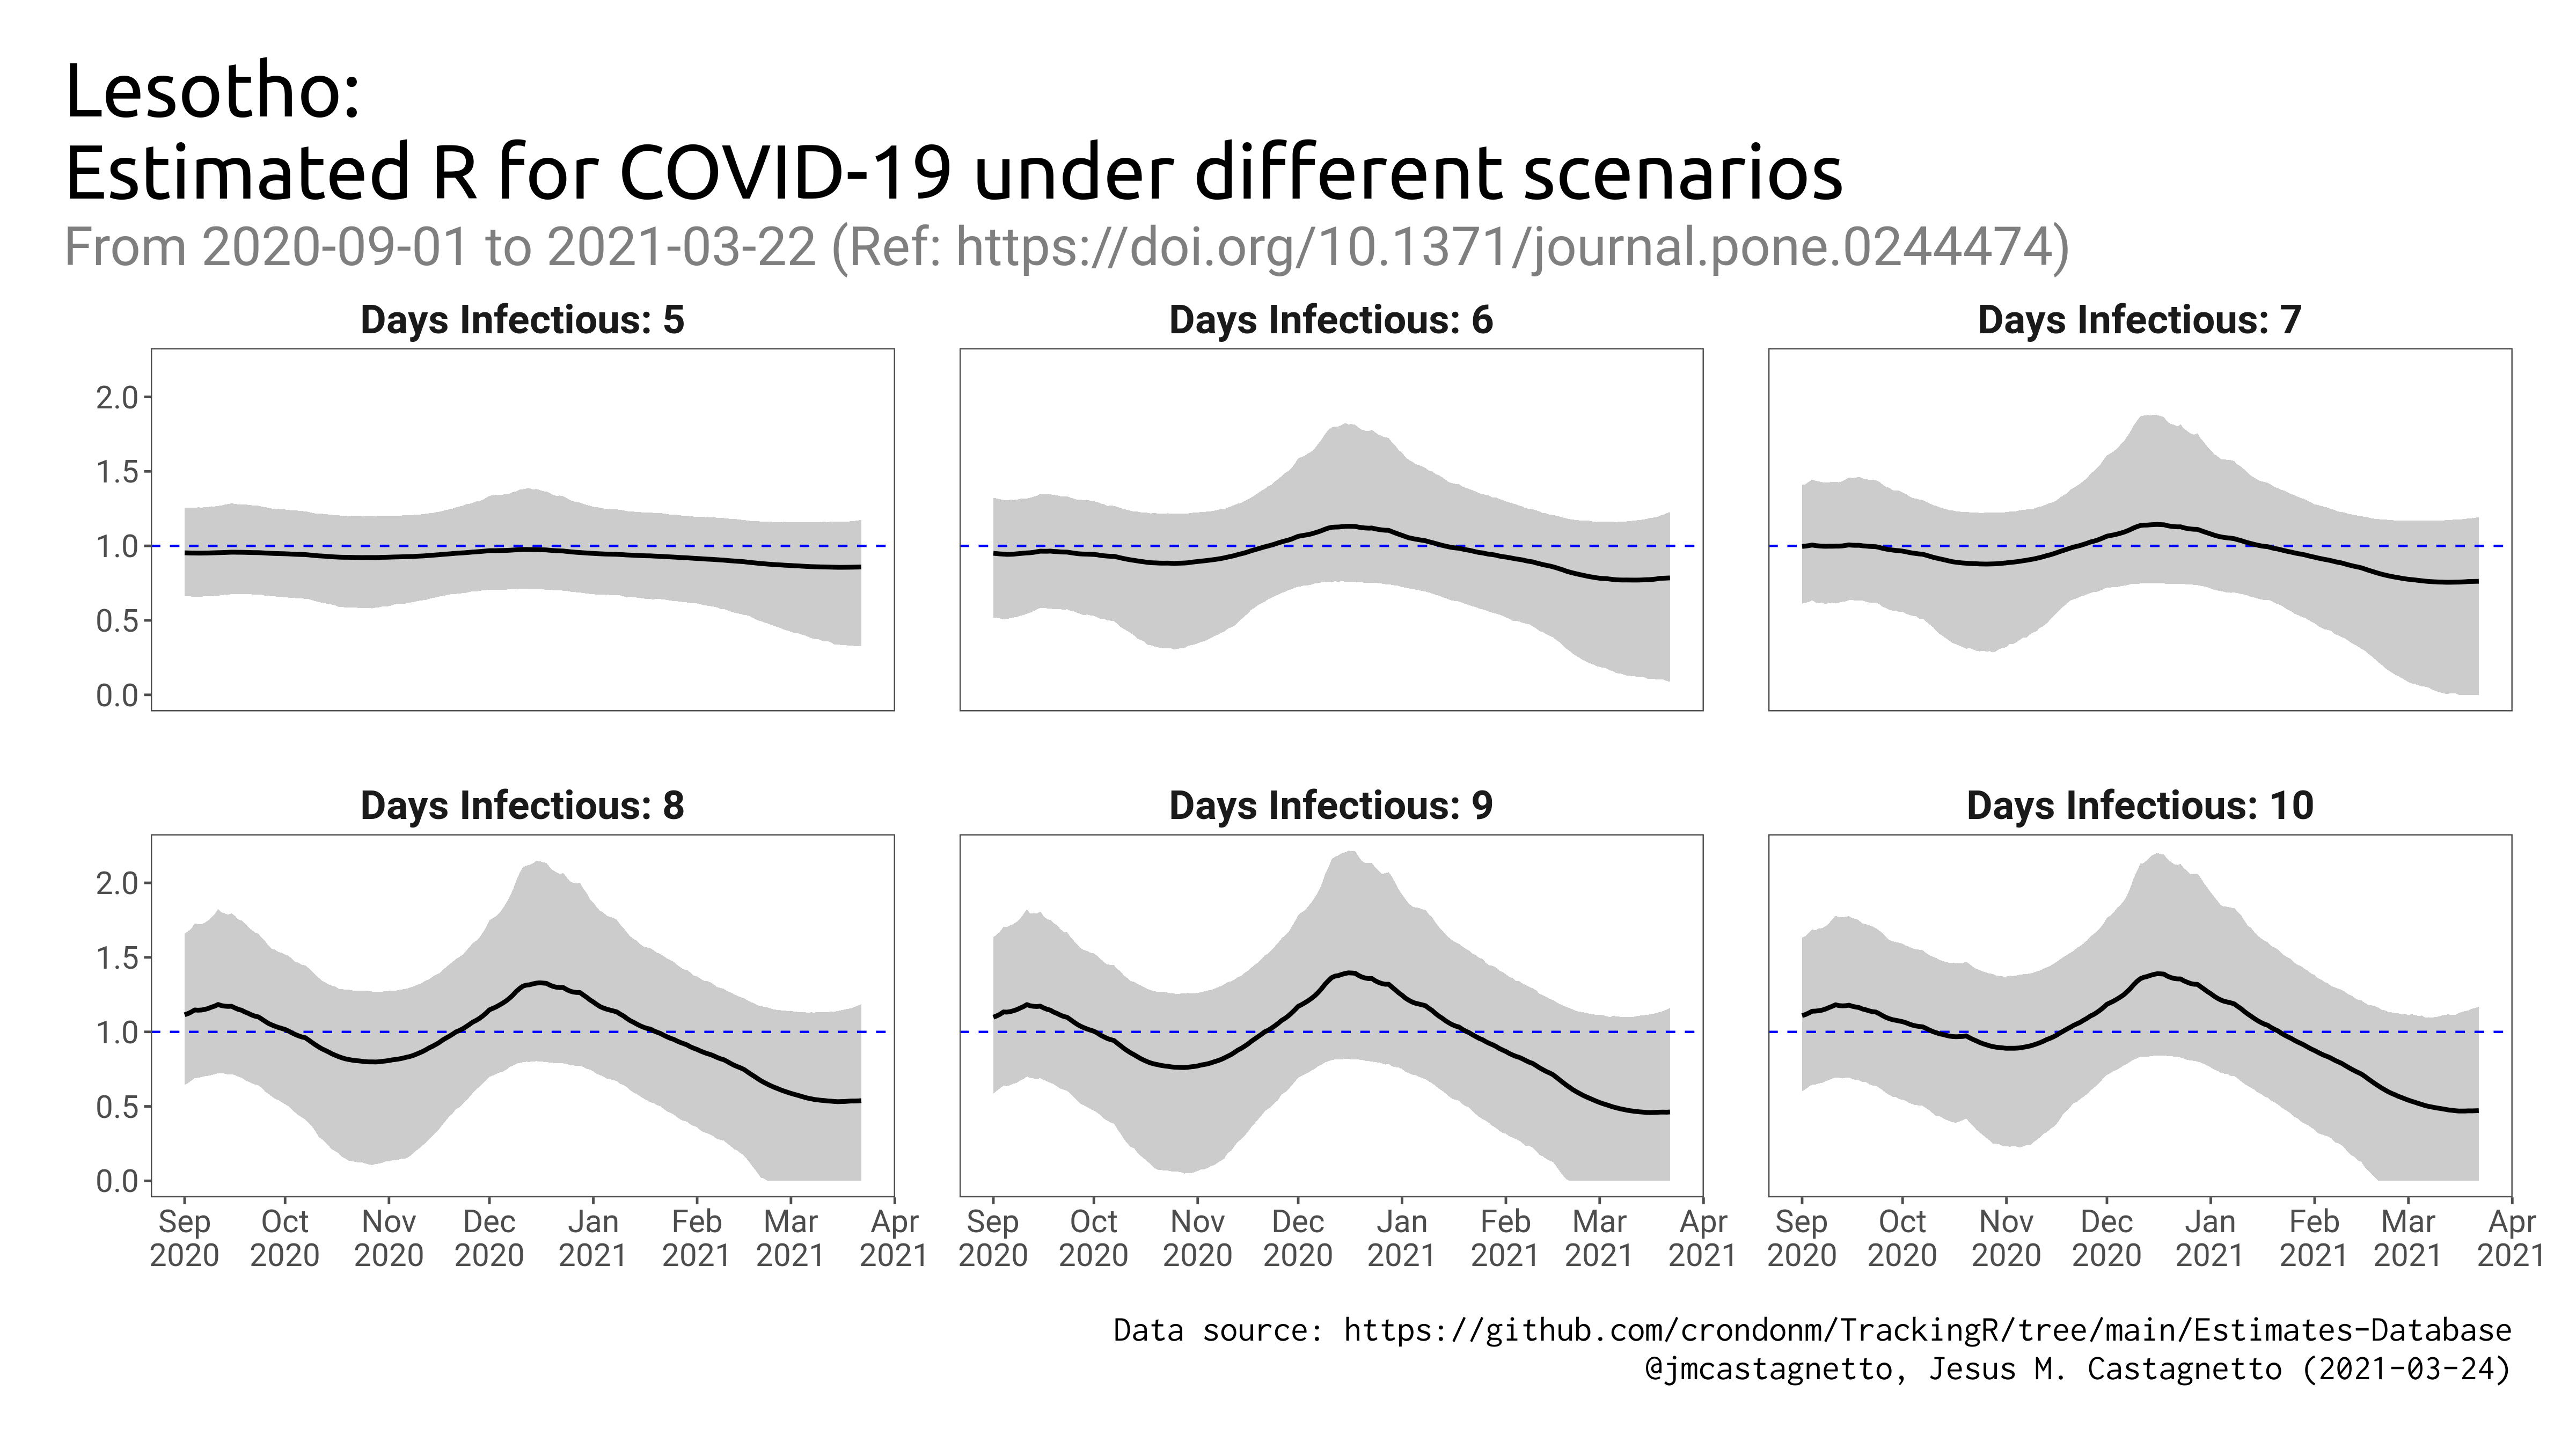 Lesotho:
Estimated R for COVID-19 under different scenarios
From 2020-09-01 to 2021-03-22 (Ref: https://doi.org/10.1371/journal.pone.0244474)
Days Infectious: 5
Days Infectious: 6
Days Infectious: 7
2.0
1.5
1.0
0.5
0.0
Days Infectious: 8
Days Infectious: 9
Days Infectious: 10
2.0
1.5
1.0
0.5
0.0
Sep Oct Nov Dec Jan Feb Mar Apr
2020 2020 2020 2020 2021 2021 2021 2021
Sep Oct Nov Dec Jan Feb Mar Apr
2020 2020 2020 2020 2021 2021 2021 2021
Sep Oct Nov Dec Jan Feb Mar Apr
2020 2020 2020 2020 2021 2021 2021 2021
Data source: https://github.com/crondonm/TrackingR/tree/main/Estimates-Database
@jmcastagnetto, Jesus M. Castagnetto (2021-03-24)